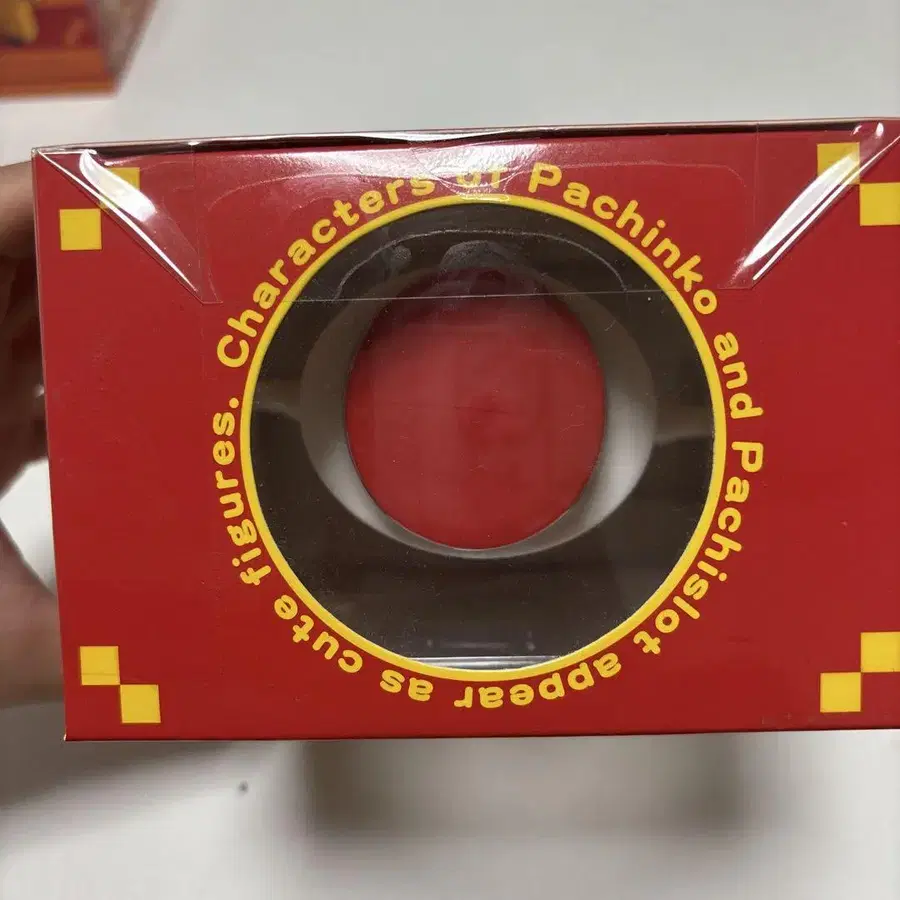 Characters of Pachinko and Pachislot appear as cute figures.